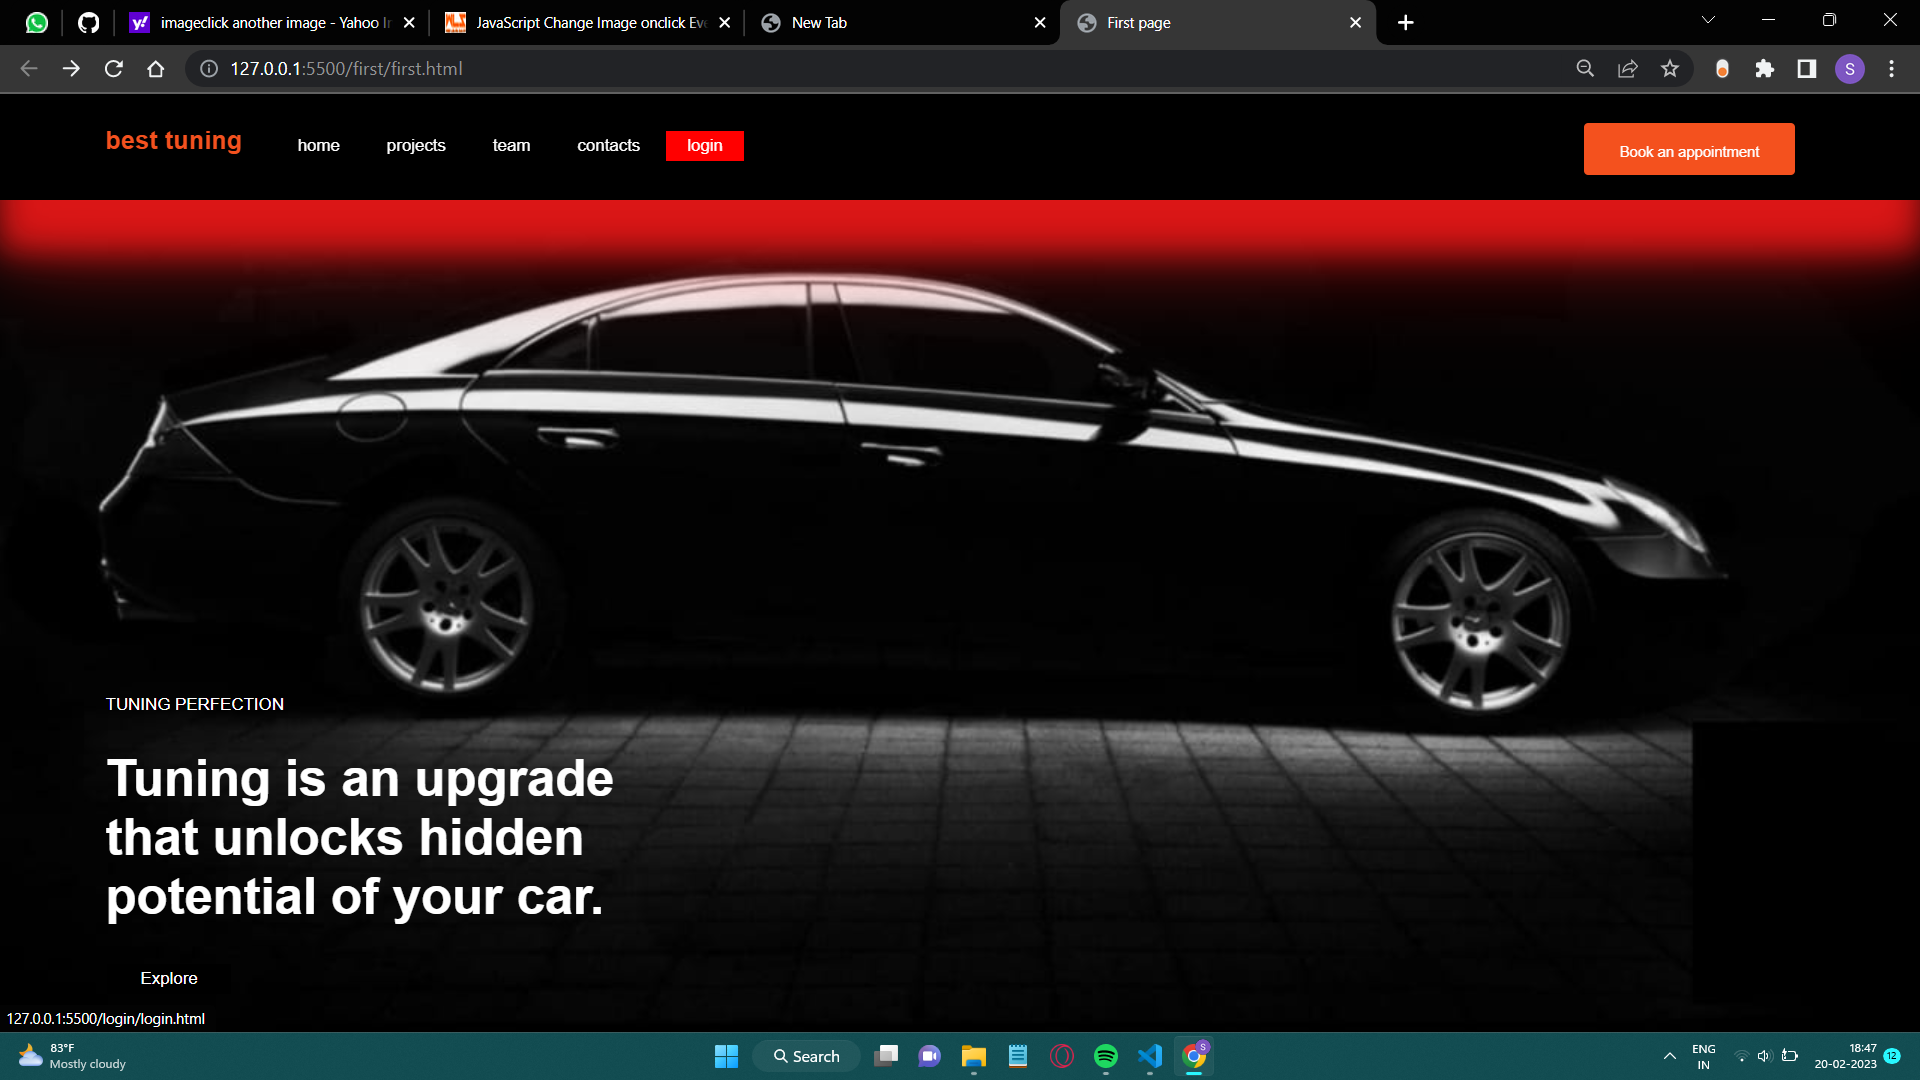 imageclick another image - Yahoo
JavaScript Change Image onclick
New Tab
First page
127.0.0.1:5500/first/first.html
S
best tuning
home
projects
team
contacts
login
Book an appointment
TUNING PERFECTION
Tuning is an upgrade
that unlocks hidden
potential of your car.
Explore
127.0.0.1:5500/login/login.html
83°F
Mostly cloudy
Search
S
ENG
IN
18:47
20-02-2023
12